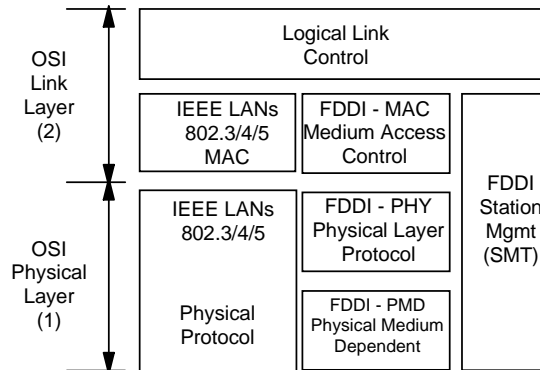 OSI
Link
Layer
(2)
Logical Link
Control
IEEE LANs
802.3/4/5
MAC
FDDI - MAC
Medium Access
Control
FDDI
Station
Mgmt
(SMT)
OSI
Physical
Layer
(1)
IEEE LANs
802.3/4/5
Physical
Protocol
FDDI - PHY
Physical Layer
Protocol
FDDI - PMD
Physical Medium
Dependent